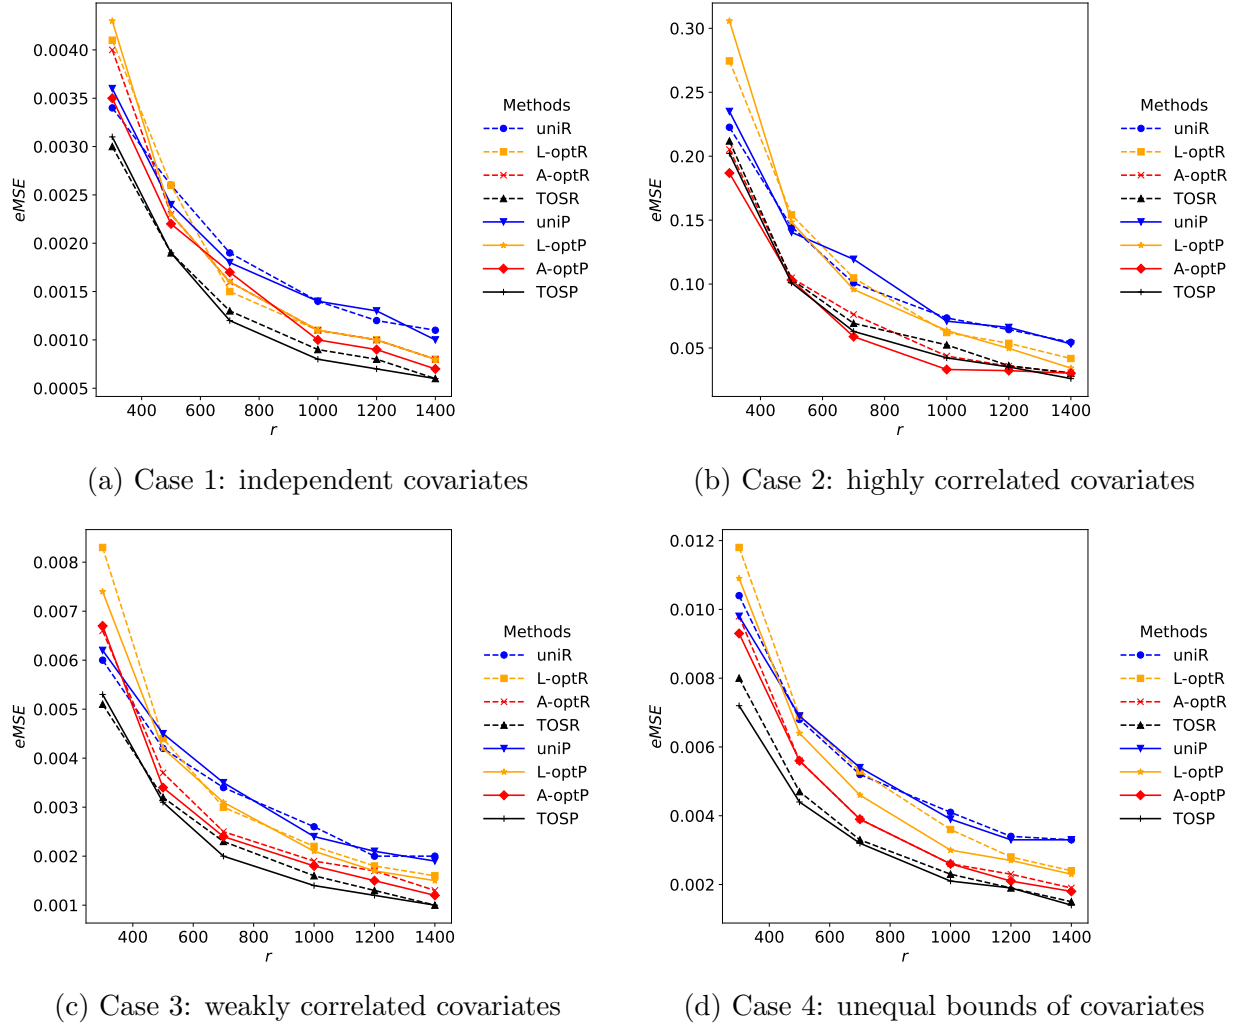 0.0040
0.0035
0.0030
0.0025
0.0020
0.0015
0.0010
0.0005
eMSE
400 600 800 1000 1200 1400
r
Methods
uniR
L-optR
A-optR
TOSR
uniP
L-optP
A-optP
TOSP
(a) Case 1: independent covariates
0.30
0.25
0.20
0.15
0.10
0.05
eMSE
400 600 800 1000 1200 1400
r
Methods
uniR
L-optR
A-optR
TOSR
uniP
L-optP
A-optP
TOSP
(b) Case 2: highly correlated covariates
0.008
0.007
0.006
0.005
0.004
0.003
0.002
0.001
eMSE
400 600 800 1000 1200 1400
r
Methods
uniR
L-optR
A-optR
TOSR
uniP
L-optP
A-optP
TOSP
(c) Case 3: weakly correlated covariates
0.012
0.010
0.008
0.006
0.004
0.002
eMSE
400 600 800 1000 1200 1400
r
Methods
uniR
L-optR
A-optR
TOSR
uniP
L-optP
A-optP
TOSP
(d) Case 4: unequal bounds of covariates